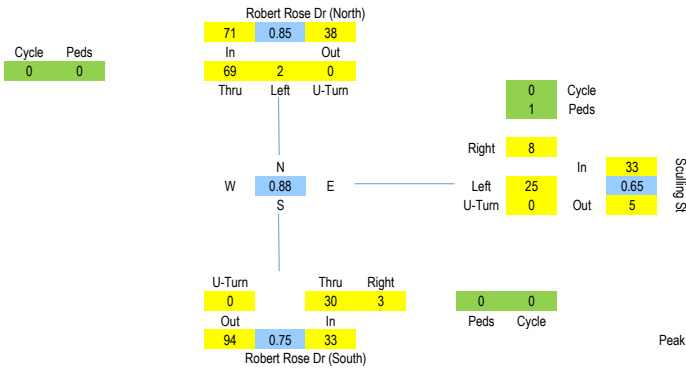 Robert Rose Dr (North)
71 0.85 38
Cycle Peds In Out
0 0 69 2 0
Thru Left U-Turn
0 Cycle
1 Peds
Right 8
N In 33
W 0.88 E Left 25 0.65
S U-Turn 0 Out 5
Sculling St
U-Turn Thru Right
0 30 3 0 0
Out In Peds Cycle
94 0.75 33 Peak
Robert Rose Dr (South)